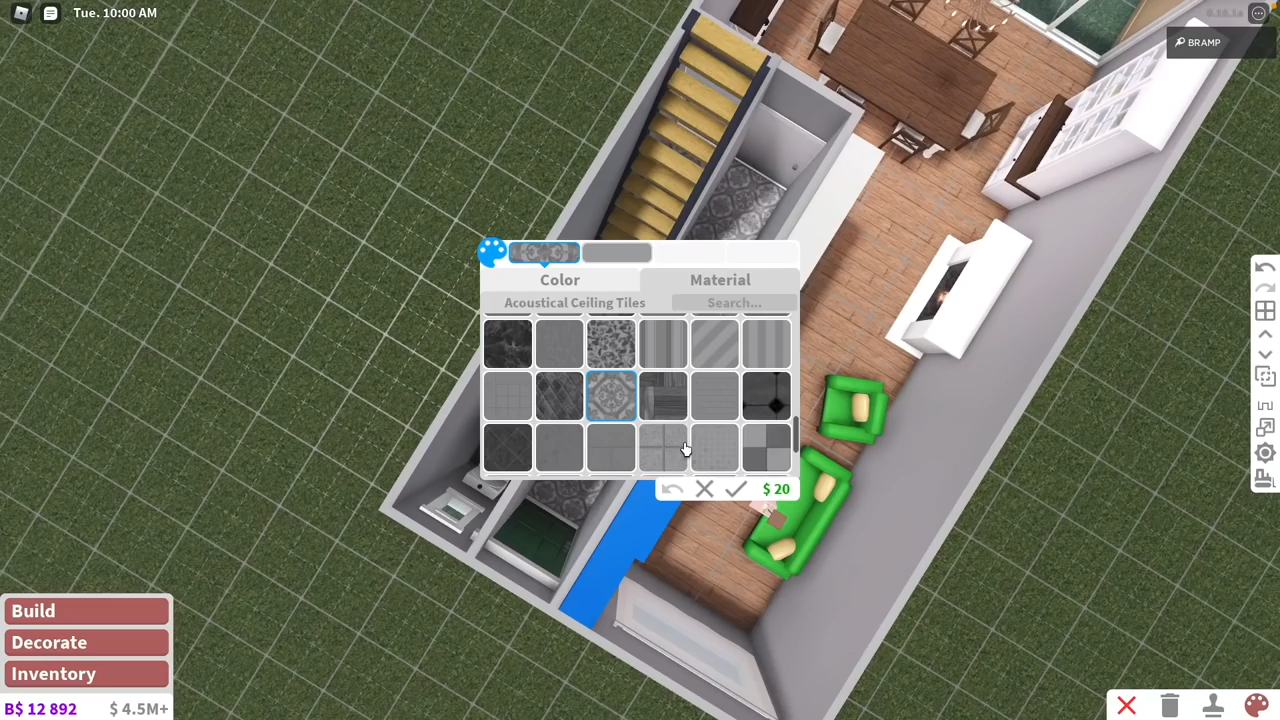 Tue. 10:00 AM
BRAMP
Color
Material
Acoustical Ceiling Tiles
Search...
$ 20
Build
Decorate
Inventory
B$ 12 892
$ 4.5M+